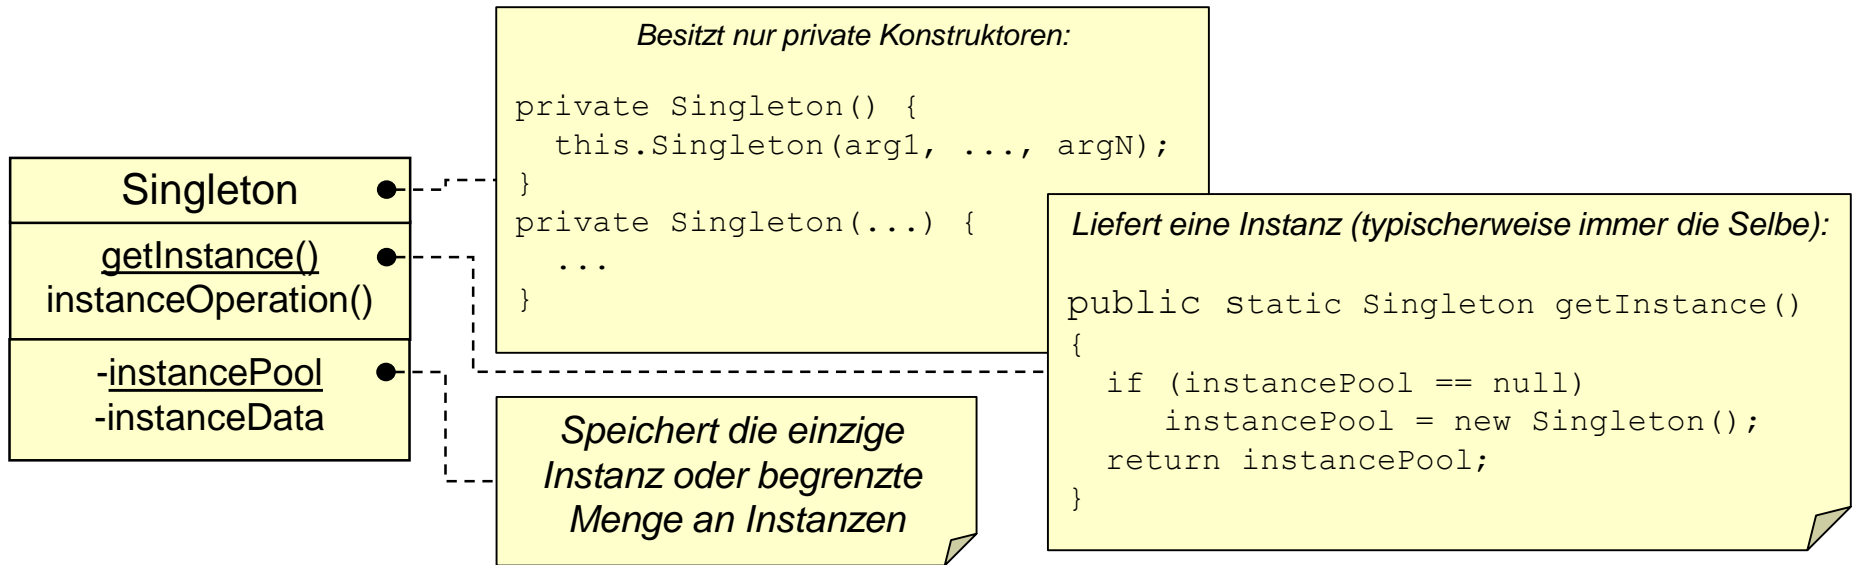 Singleton
getInstance()
instanceOperation()
-instancePool
-instanceData
Besitzt nur private Konstruktoren:
private Singleton() {
  this.Singleton(arg1, ..., argN);
}
private Singleton(...) {
  ...
}
Liefert eine Instanz (typischerweise immer die Selbe):
public static Singleton getInstance()
{
  if (instancePool == null)
     instancePool = new Singleton();
  return instancePool;
}
Speichert die einzige
Instanz oder begrenzte
Menge an Instanzen